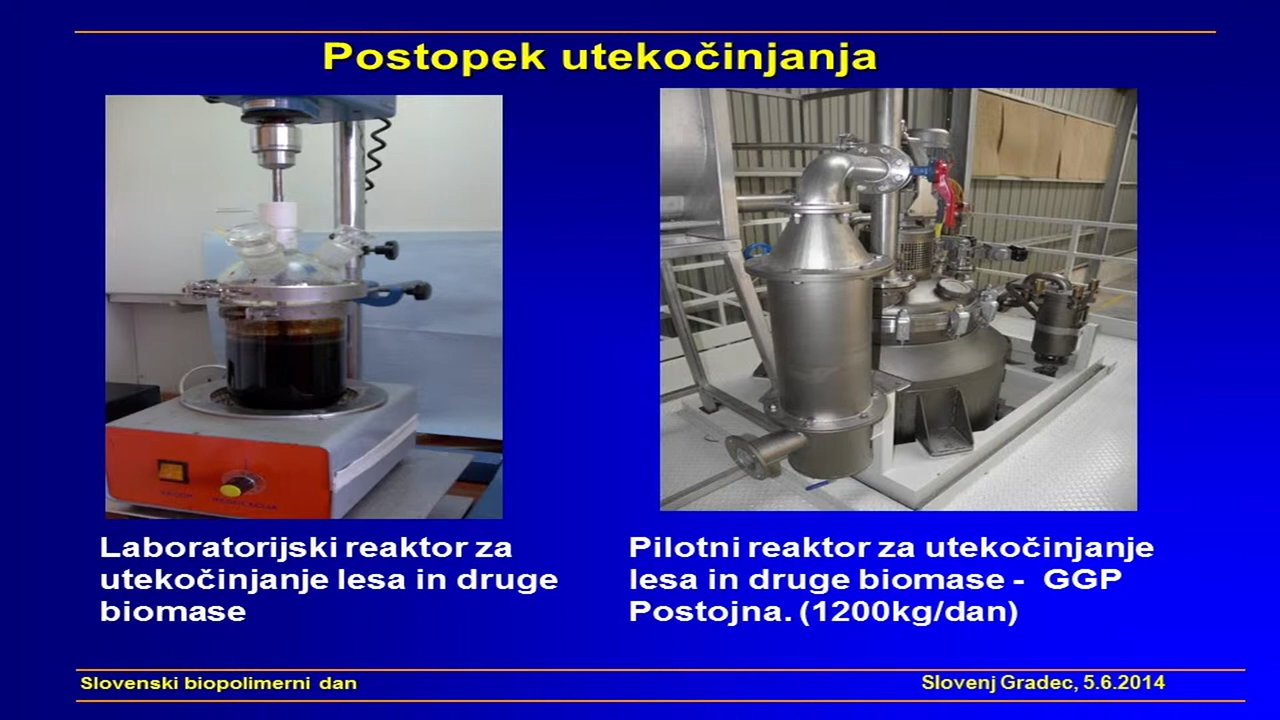 Postopek utekočinjanja
Laboratorijski reaktor za
utekočinjanje lesa in druge
biomase
Pilotni reaktor za utekočinjanje
lesa in druge biomase - GGP
Postojna. (1200kg/dan)
Slovenski biopolimerni dan
Slovenj Gradec, 5.6.2014